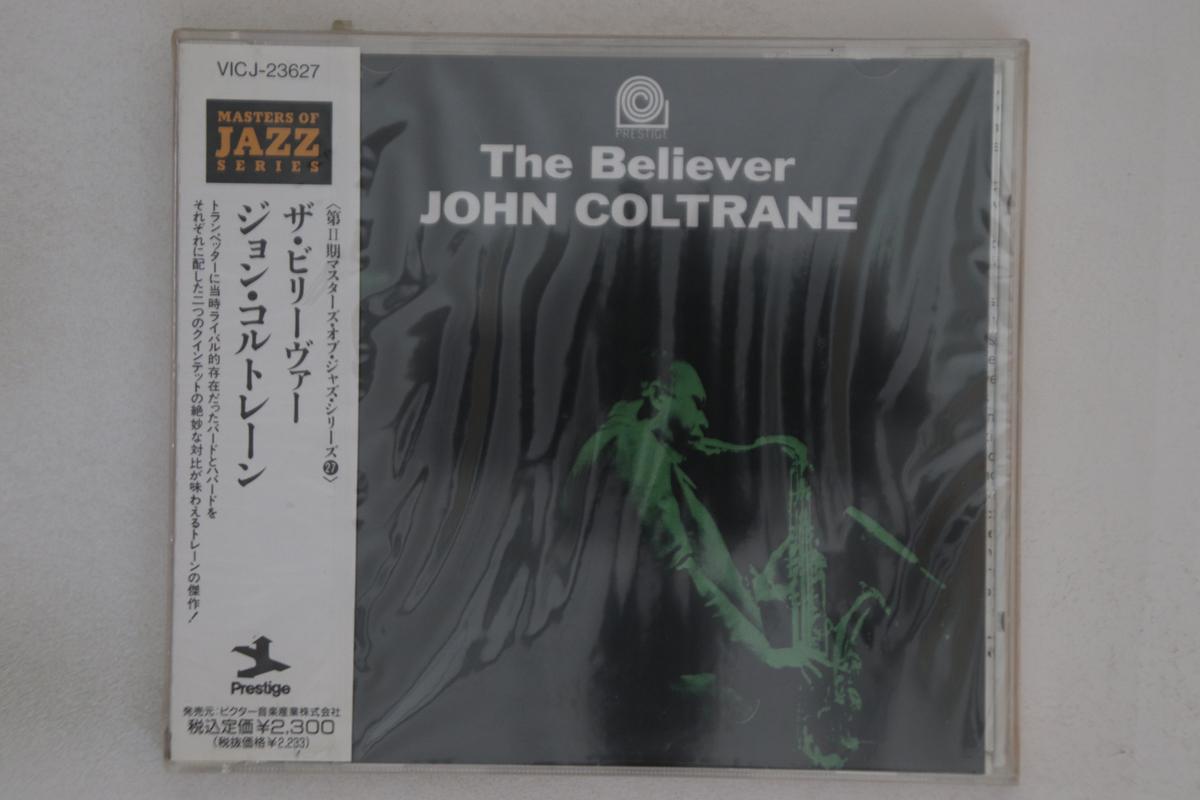 VICJ-23627
MASTERS OF
JAZZ
SERIES
〈第II期マスターズ・オブ・ジャズ・シリーズ㉗〉
ザ・ビリーヴァー
ジョン・コルトレーン
トランペッターに当時ライバル的存在だったバードとハバードを
それぞれに配した二つのクインテットの絶妙な対比が味わえるトレーンの傑作!
Prestige
発売元:ビクター音楽産業株式会社
税込定価¥2,300
(税抜価格¥2,233)
PRESTIGE
The Believer
JOHN COLTRANE